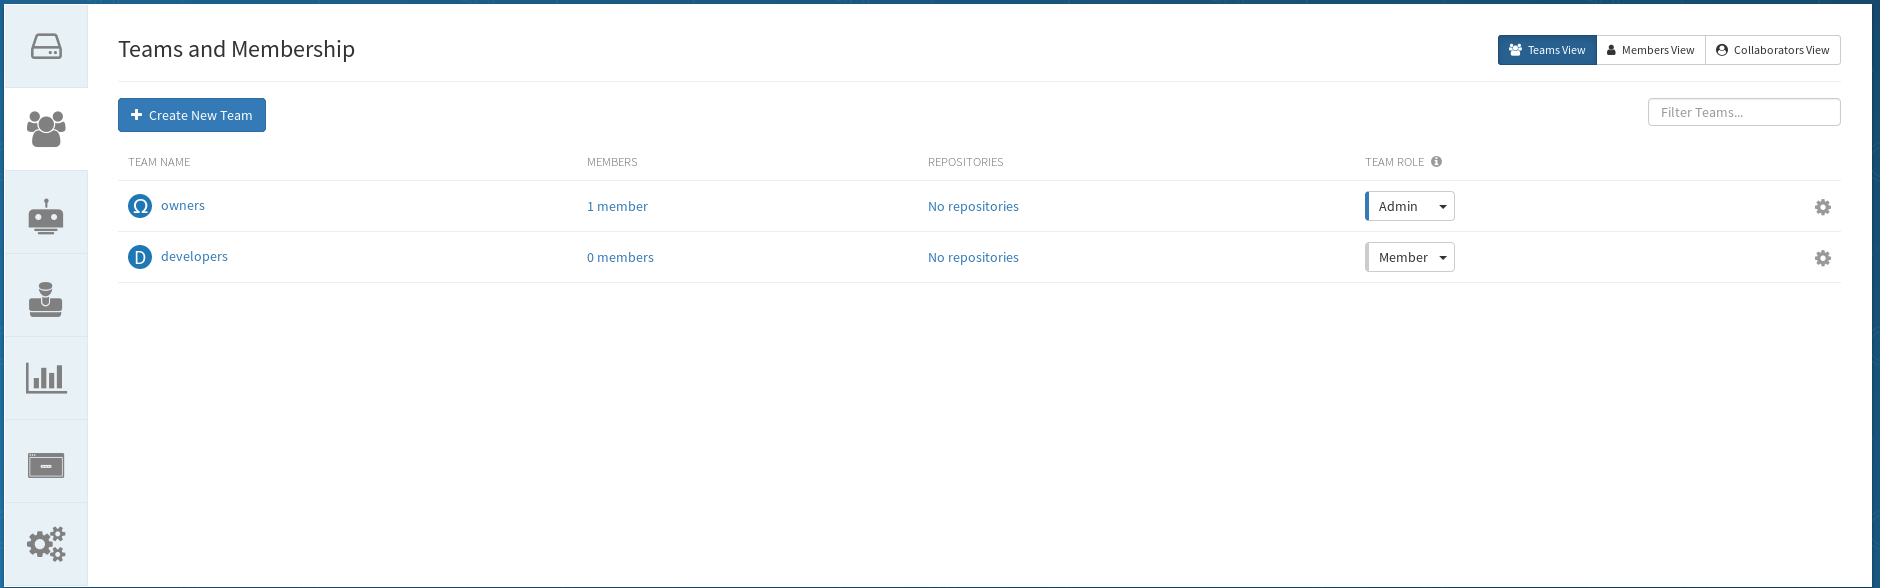 Teams and Membership
Teams View
Members View
Collaborators View
Create New Team
Filter Teams...
TEAM NAME
MEMBERS
REPOSITORIES
TEAM ROLE
Ω owners
1 member
No repositories
Admin
D developers
0 members
No repositories
Member